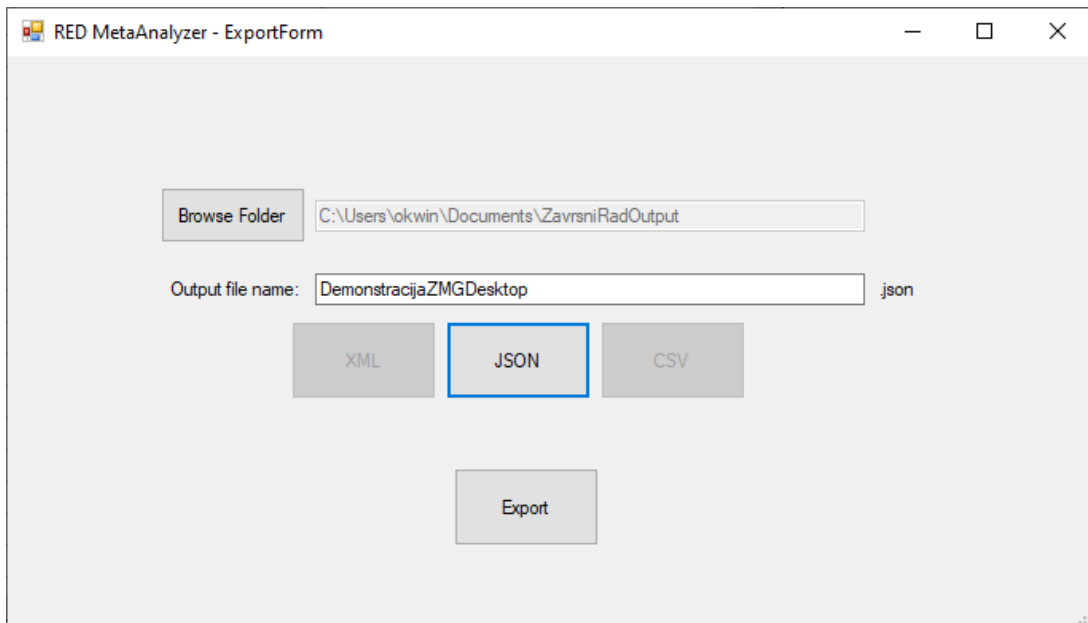 RED MetaAnalyzer - ExportForm
Browse Folder C:\Users\okwin\Documents\ZavrsniRadOutput
Output file name: DemonstracijaZMGDesktop .json
XML JSON CSV
Export